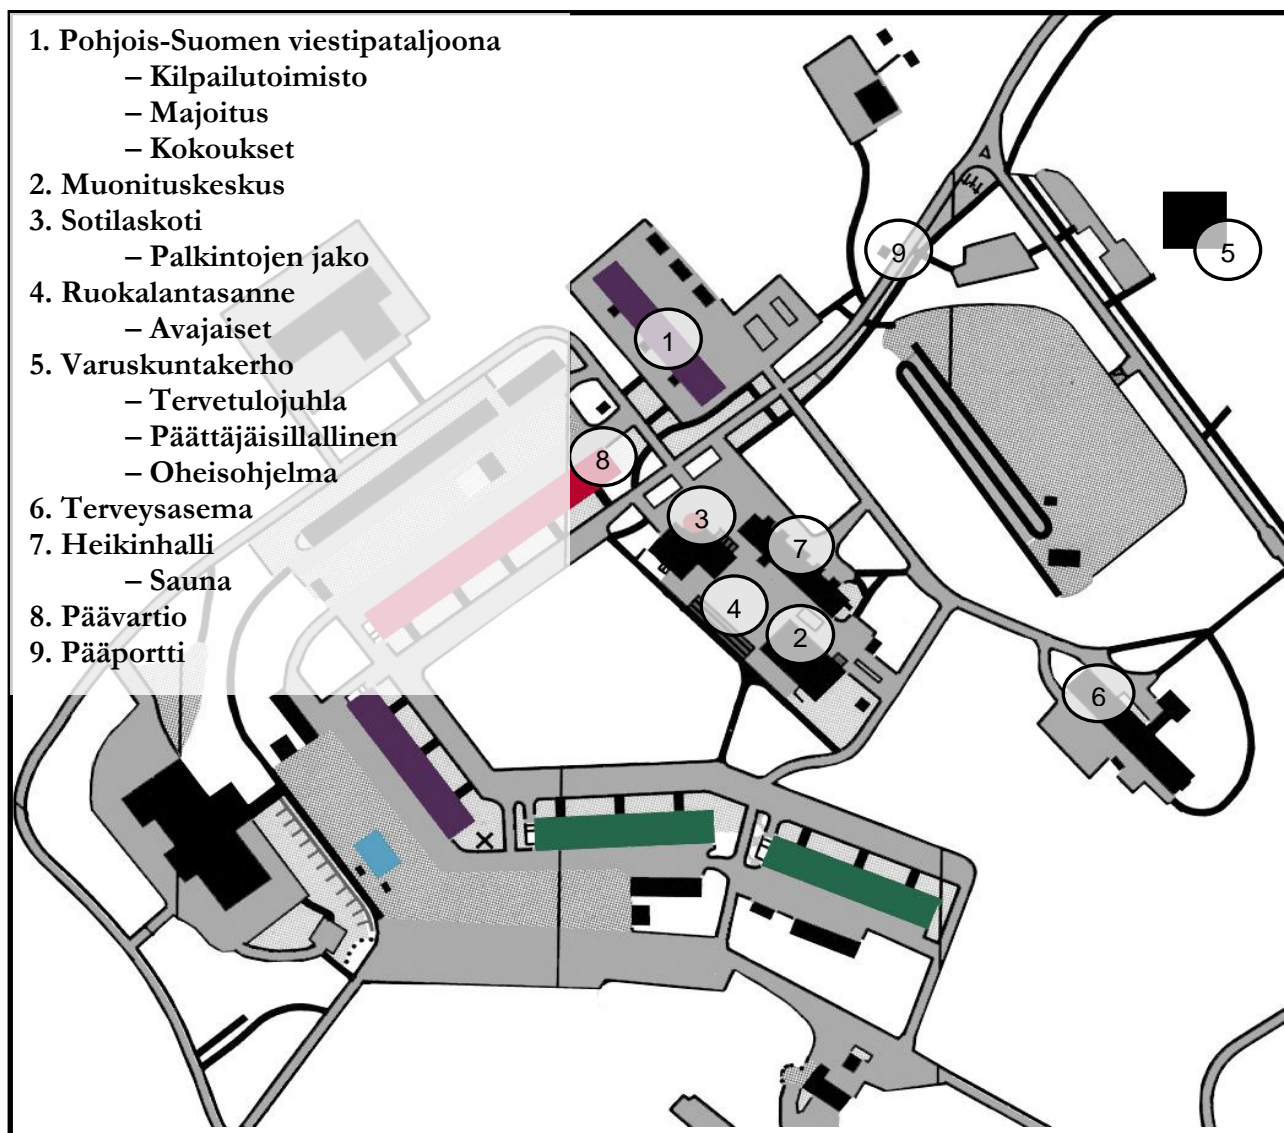 1. Pohjois-Suomen viestipataljoona
– Kilpailutoimisto
– Majoitus
– Kokoukset
2. Muonituskeskus
3. Sotilaskoti
– Palkintojen jako
4. Ruokalantasanne
– Avajaiset
5. Varuskuntakerho
– Tervetulojuhla
– Päättäjäisillallinen
– Oheisohjelma
6. Terveysasema
7. Heikinhalli
– Sauna
8. Päävartio
9. Pääportti
9
5
1
8
3
7
4
2
6